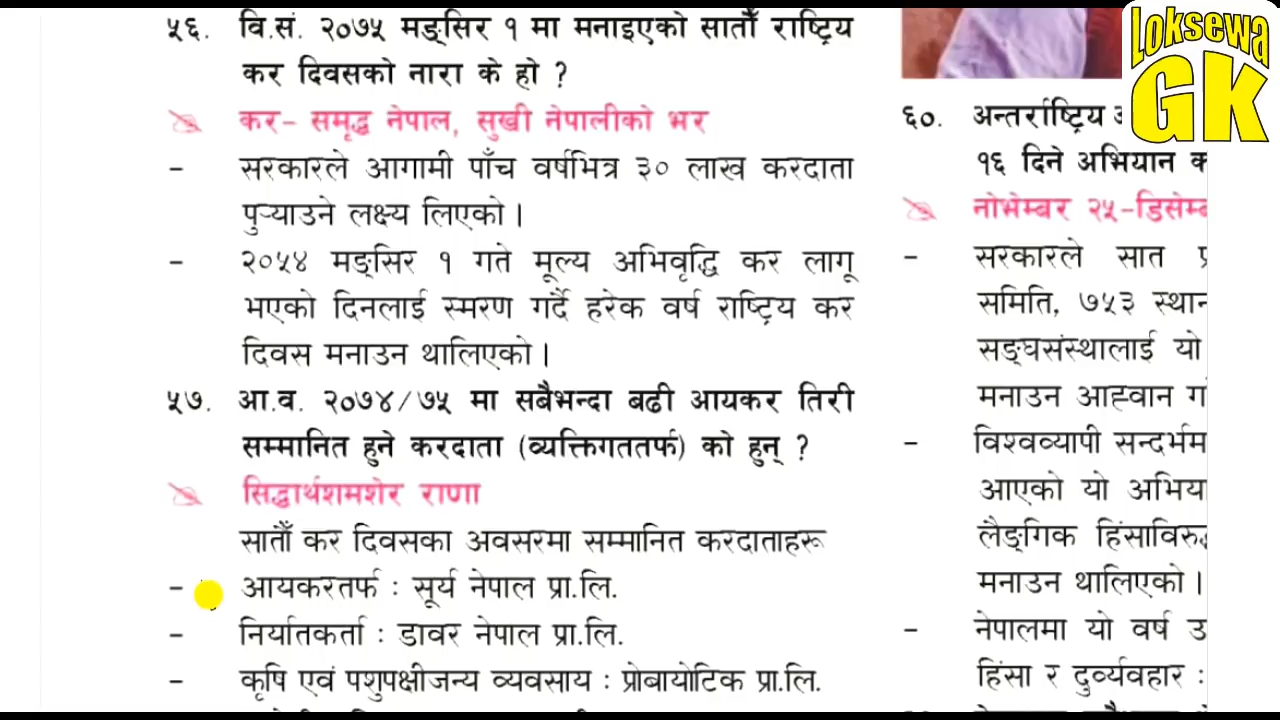 ५६. वि.सं. २०७५ मङ्सिर १ मा मनाइएको सातौँ राष्ट्रिय
कर दिवसको नारा के हो ?
कर- समृद्ध नेपाल, सुखी नेपालीको भर
- सरकारले आगामी पाँच वर्षभित्र ३० लाख करदाता
पुऱ्याउने लक्ष्य लिएको ।
- २०५४ मङ्सिर १ गते मूल्य अभिवृद्धि कर लागू
भएको दिनलाई स्मरण गर्दै हरेक वर्ष राष्ट्रिय कर
दिवस मनाउन थालिएको ।
५७. आ.व. २०७४/७५ मा सबैभन्दा बढी आयकर तिरी
सम्मानित हुने करदाता (व्यक्तिगततर्फ) को हुन् ?
सिद्धार्थशमशेर राणा
सातौँ कर दिवसका अवसरमा सम्मानित करदाताहरू
- आयकरतर्फ : सूर्य नेपाल प्रा.लि.
- निर्यातकर्ता : डावर नेपाल प्रा.लि.
- कृषि एवं पशुपक्षीजन्य व्यवसाय : प्रोबायोटिक प्रा.लि.
Loksewa
GK
६०. अन्तर्राष्ट्रिय
१६ दिने अभियान
नोभेम्बर २५-डिसेम्ब
- सरकारले सात
समिति, ७५३ स्थान
सङ्घसंस्थालाई यो
मनाउन आह्वान
- विश्वव्यापी सन्दर्भम
आएको यो अभिया
लैङ्गिक हिंसाविरुद्ध
मनाउन थालिएको ।
- नेपालमा यो वर्ष
हिंसा र दुर्व्यवहार :